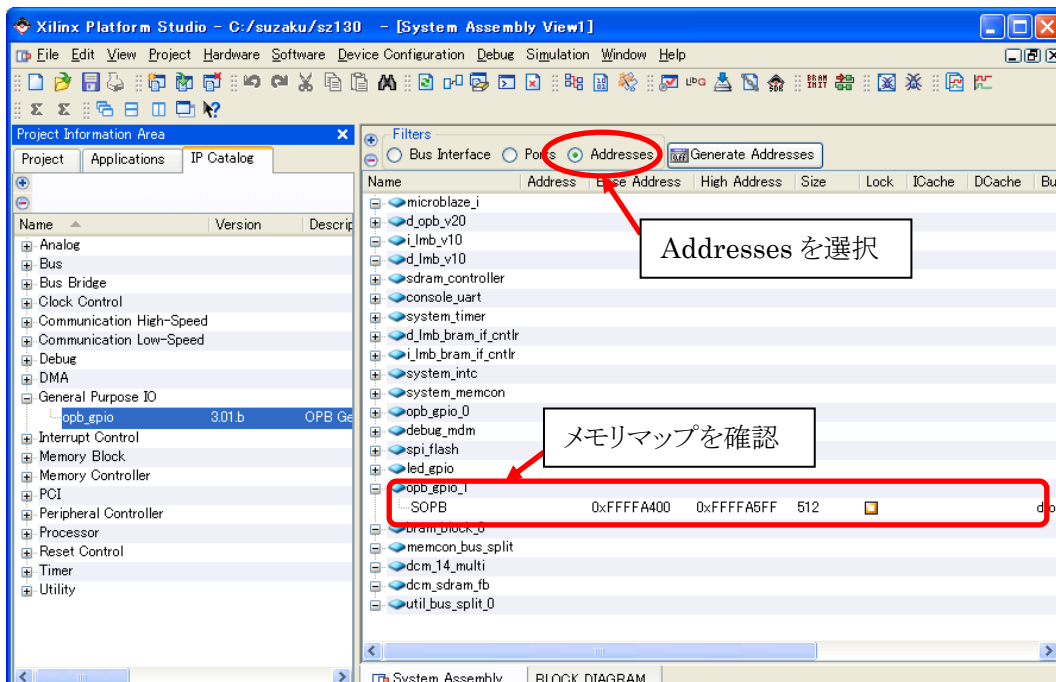 Xilinx Platform Studio - C:/suzaku/sz130 - [System Assembly View1]
File Edit View Project Hardware Software Device Configuration Debug Simulation Window Help
Project Information Area
Project Applications IP Catalog
Name Version Descrip
Analog
Bus
Bus Bridge
Clock Control
Communication High-Speed
Communication Low-Speed
Debug
DMA
General Purpose IO
opb_gpio 3.01.b OPB Ge
Interrupt Control
Memory Block
Memory Controller
PCI
Peripheral Controller
Processor
Reset Control
Timer
Utility
Filters
Bus Interface Ports Addresses Generate Addresses
Name Address Base Address High Address Size Lock ICache DCache Bu
microblaze_i
d_opb_v20
i_lmb_v10
d_lmb_v10
sdram_controller
console_uart
system_timer
d_lmb_bram_if_cntlr
i_lmb_bram_if_cntlr
system_intc
system_memcon
opb_gpio_0
debug_mdm
spi_flash
led_gpio
opb_gpio_1
SOPB 0xFFFFA400 0xFFFFA5FF 512
bram_block_0
memcon_bus_split
dcm_14_multi
dcm_sdram_fb
util_bus_split_0
Addresses を選択
メモリマップを確認
System Assembly BLOCK DIAGRAM